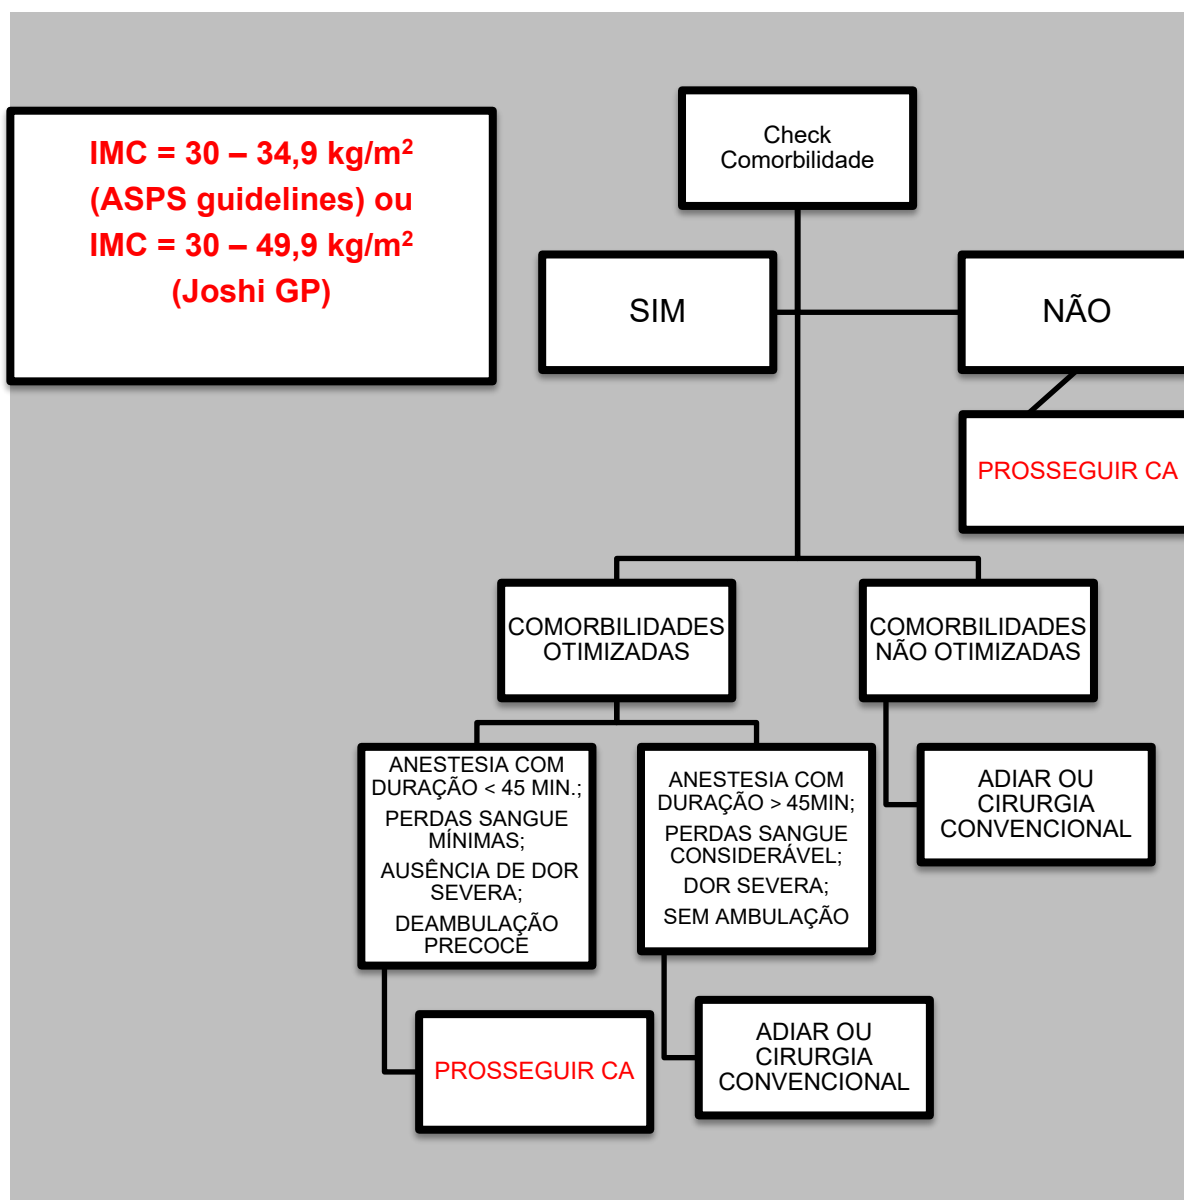 IMC = 30 – 34,9 kg/m²
(ASPS guidelines) ou
IMC = 30 – 49,9 kg/m²
(Joshi GP)
Check
Comorbilidade
SIM
NÃO
PROSSEGUIR CA
COMORBILIDADES
OTIMIZADAS
COMORBILIDADES
NÃO OTIMIZADAS
ANESTESIA COM
DURAÇÃO < 45 MIN.;
PERDAS SANGUE
MÍNIMAS;
AUSÊNCIA DE DOR
SEVERA;
DEAMBULAÇÃO
PRECOCE
ANESTESIA COM
DURAÇÃO > 45MIN;
PERDAS SANGUE
CONSIDERÁVEL;
DOR SEVERA;
SEM AMBULAÇÃO
ADIAR OU
CIRURGIA
CONVENCIONAL
PROSSEGUIR CA
ADIAR OU
CIRURGIA
CONVENCIONAL